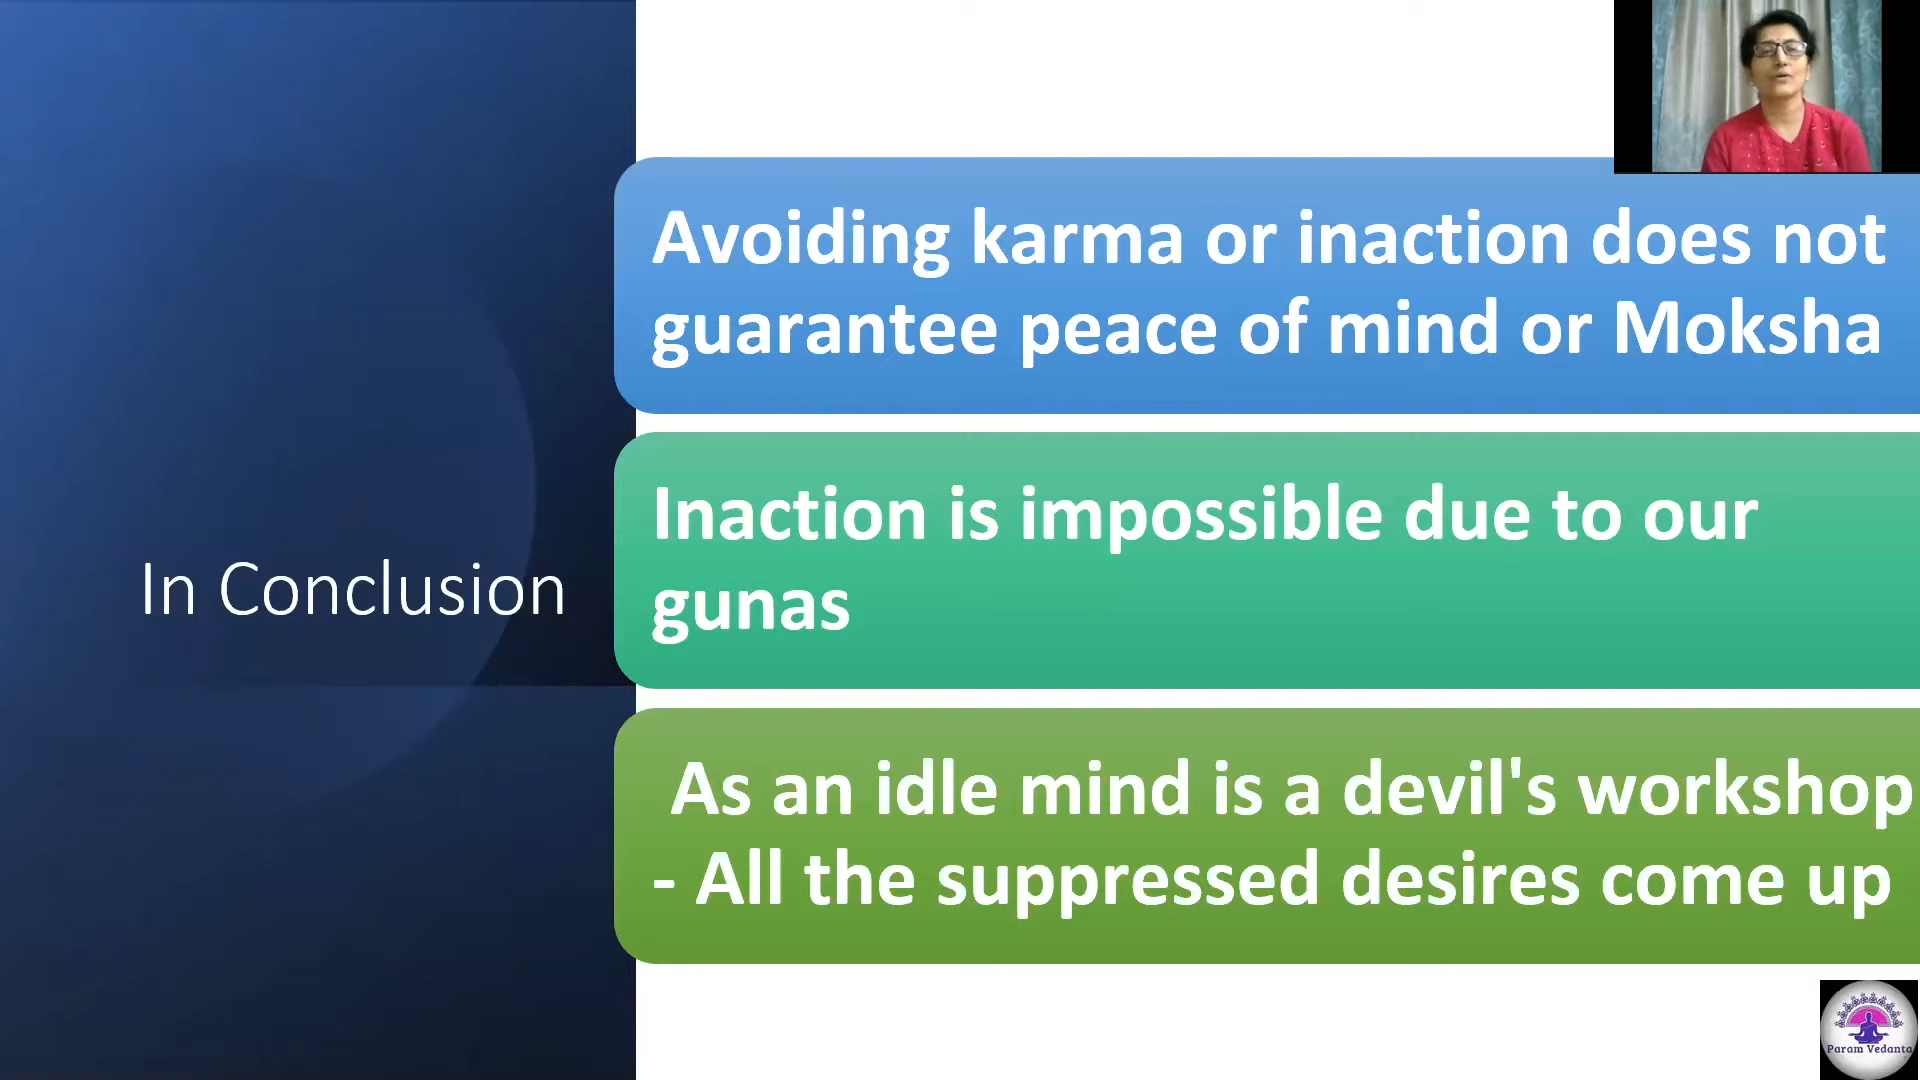 In Conclusion
Avoiding karma or inaction does not
guarantee peace of mind or Moksha
Inaction is impossible due to our
gunas
As an idle mind is a devil's workshop
- All the suppressed desires come up
Param Vedanta